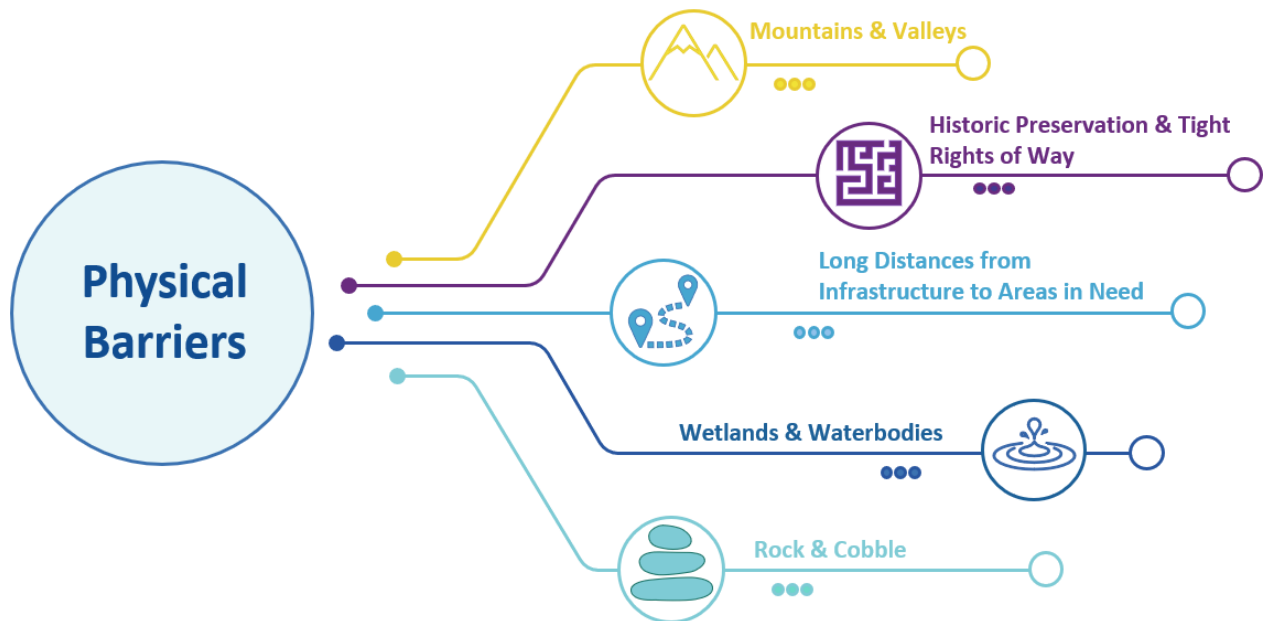 Physical
Barriers
Mountains & Valleys
Historic Preservation & Tight
Rights of Way
Long Distances from
Infrastructure to Areas in Need
Wetlands & Waterbodies
Rock & Cobble